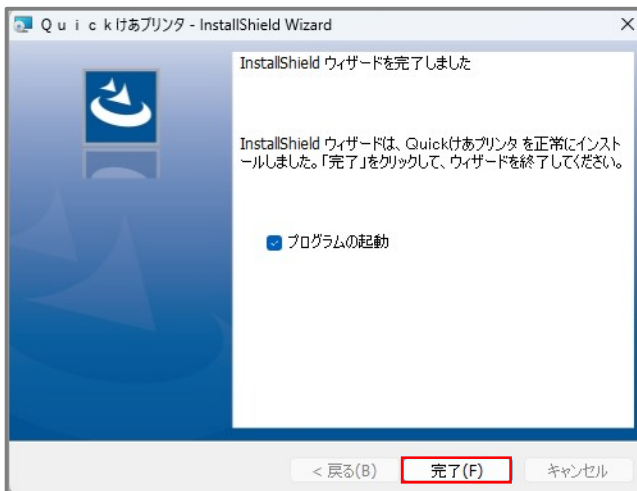 Ｑｕｉｃｋけあプリンタ - InstallShield Wizard
InstallShield ウィザードを完了しました
InstallShield ウィザードは、Quickけあプリンタ を正常にインスト
ールしました。「完了」をクリックして、ウィザードを終了してください。
プログラムの起動
< 戻る(B) 完了(F) キャンセル